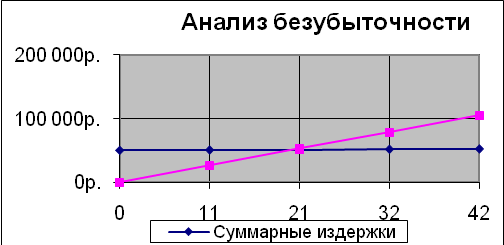 Анализ безубыточности
200 000р.
100 000р.
0р.
0 11 21 32 42
Суммарные издержки